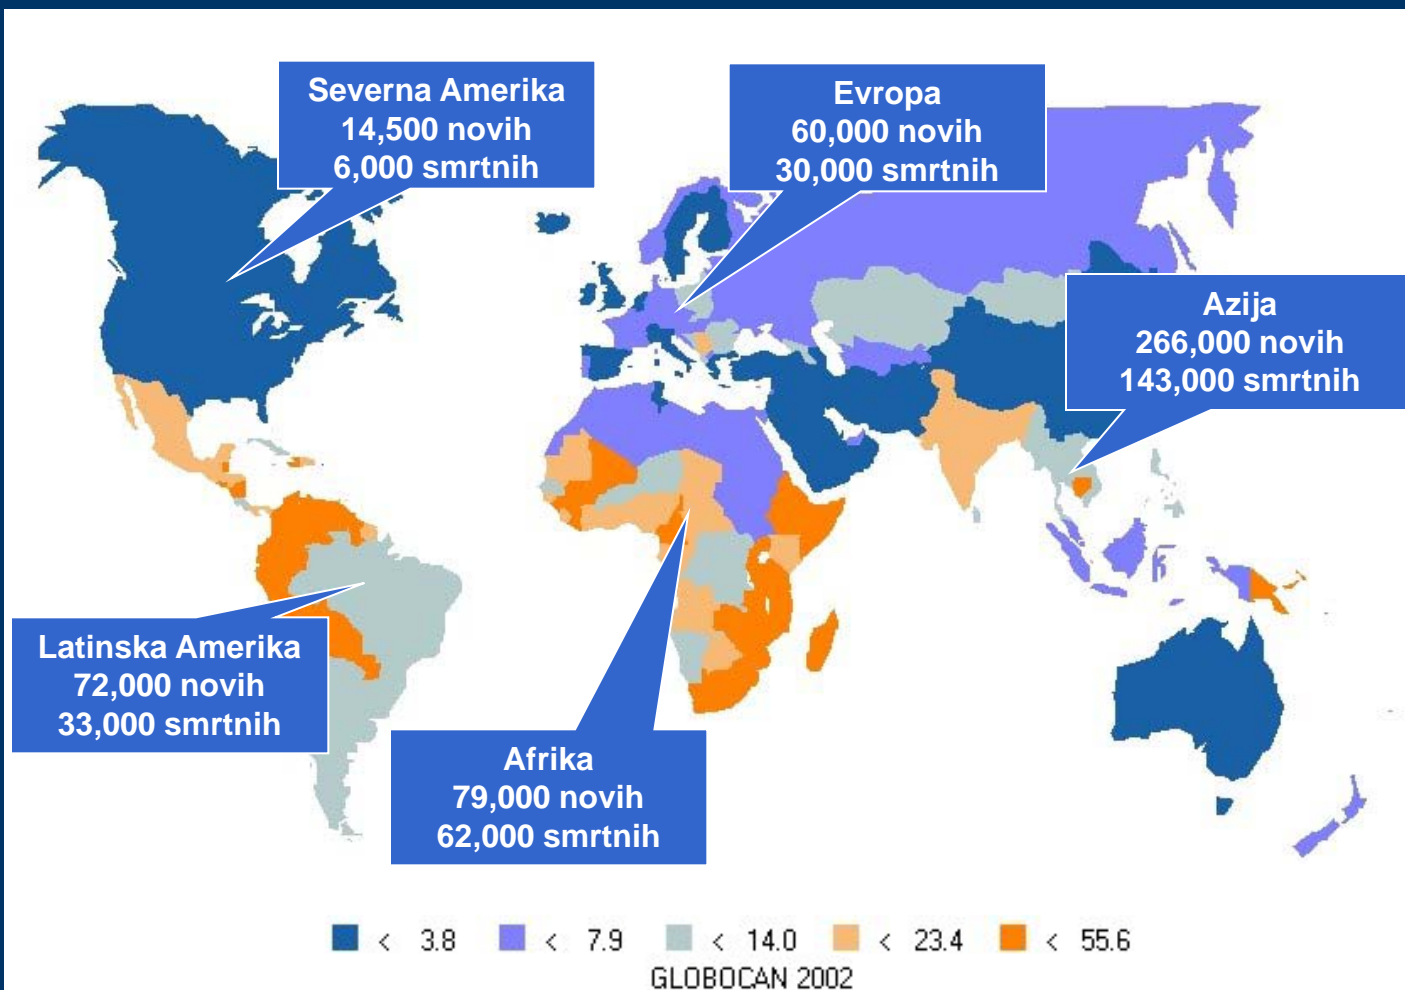 Severna Amerika
14,500 novih
6,000 smrtnih
Evropa
60,000 novih
30,000 smrtnih
Azija
266,000 novih
143,000 smrtnih
Latinska Amerika
72,000 novih
33,000 smrtnih
Afrika
79,000 novih
62,000 smrtnih
< 3.8 < 7.9 < 14.0 < 23.4 < 55.6
GLOBOCAN 2002